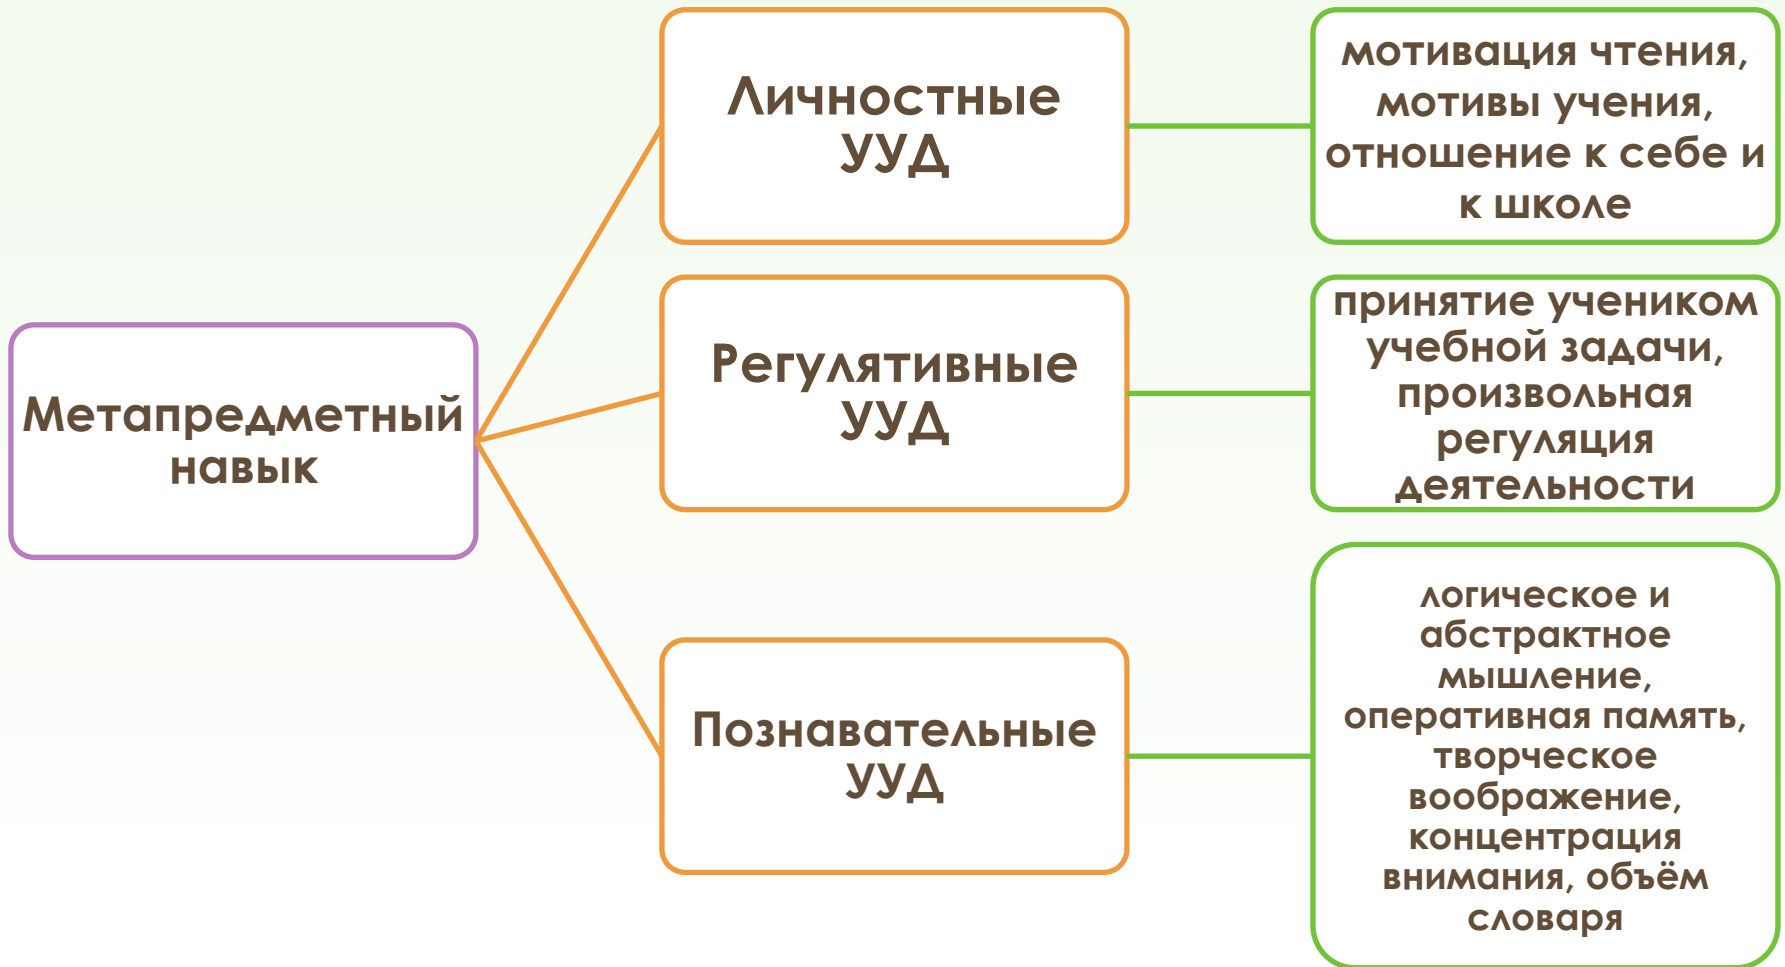 Метапредметный
навык
Личностные
УУД
мотивация чтения,
мотивы учения,
отношение к себе и
к школе
Регулятивные
УУД
принятие учеником
учебной задачи,
произвольная
регуляция
деятельности
Познавательные
УУД
логическое и
абстрактное
мышление,
оперативная память,
творческое
воображение,
концентрация
внимания, объём
словаря